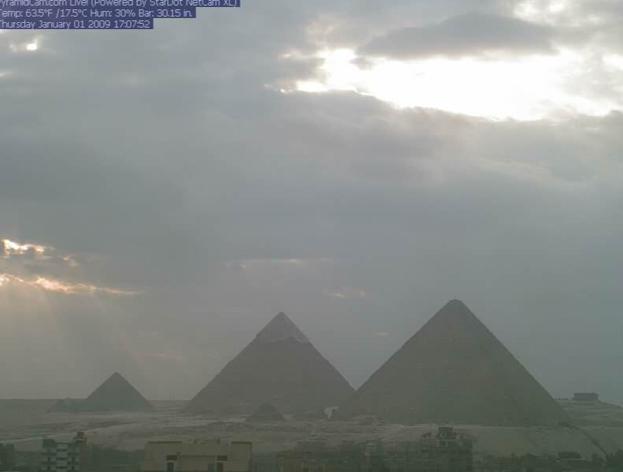 PyramidCam.com Live! (Powered by StarDot NetCam XL)
Temp: 63.5°F /17.5°C Hum: 30% Bar: 30.15 in.
Thursday January 01 2009 17:07:52